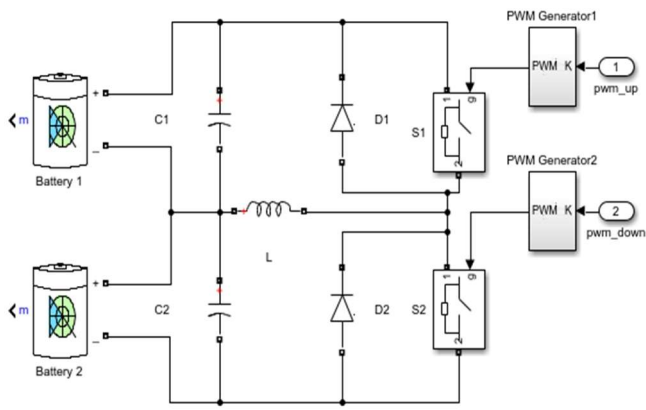 PWM Generator1
PWM K
1
pwm_up
+
C1
D1
S1
1
g
2
m
−
Battery 1
PWM Generator2
PWM K
2
pwm_down
+
L
+
C2
D2
S2
1
g
2
m
−
Battery 2